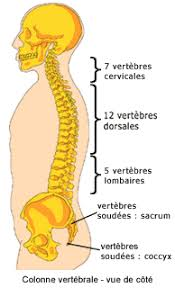 7 vertèbres
cervicales
12 vertèbres
dorsales
5 vertèbres
lombaires
vertèbres
soudées : sacrum
vertèbres
soudées : coccyx
Colonne vertébrale - vue de côté